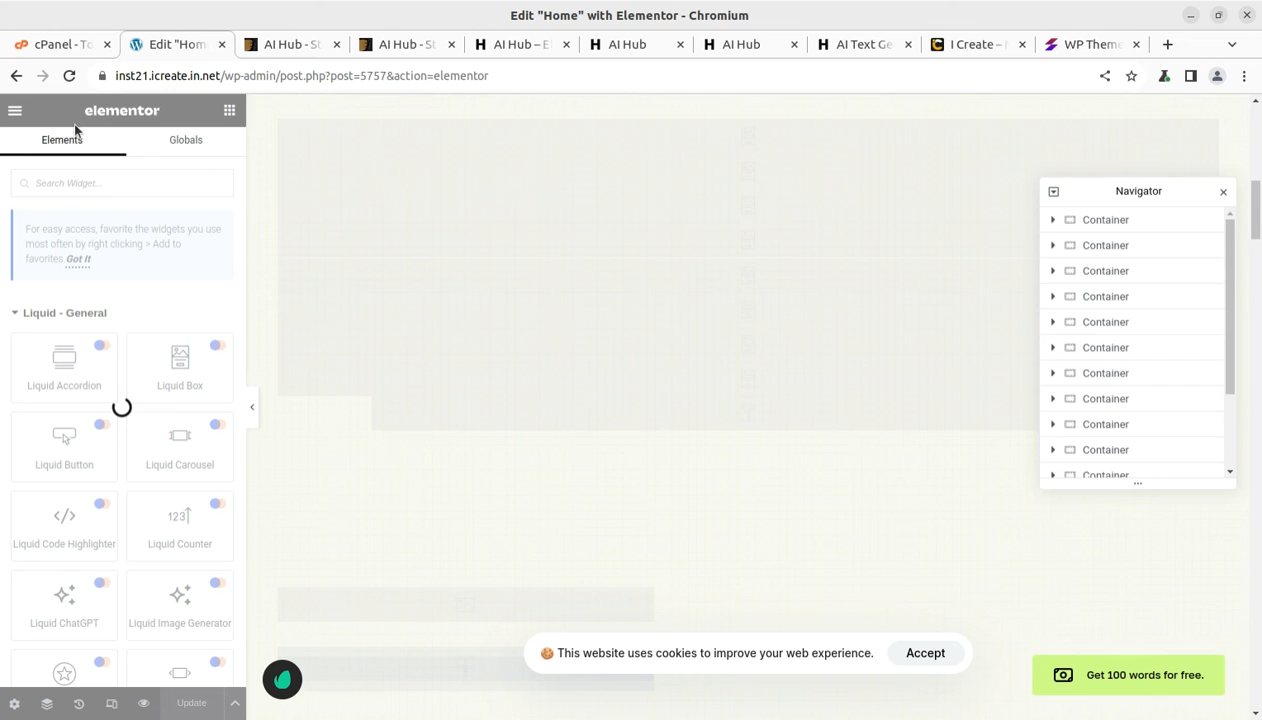 Edit "Home" with Elementor - Chromium
cPanel - To
Edit "Hom
AI Hub - St
AI Hub - St
AI Hub – E
AI Hub
AI Hub
AI Text Ge
I Create – /
WP Theme
inst21.icreate.in.net/wp-admin/post.php?post=5757&action=elementor
elementor
Elements
Globals
Search Widget...
For easy access, favorite the widgets you
use most often by right clicking > Add to
favorites. Got It
Liquid - General
Liquid Accordion
Liquid Box
Liquid Button
Liquid Carousel
Liquid Code Highlighter
123
Liquid Counter
Liquid ChatGPT
Liquid Image Generator
Update
Navigator
Container
Container
Container
Container
Container
Container
Container
Container
Container
Container
Container
This website uses cookies to improve your web experience.
Accept
Get 100 words for free.